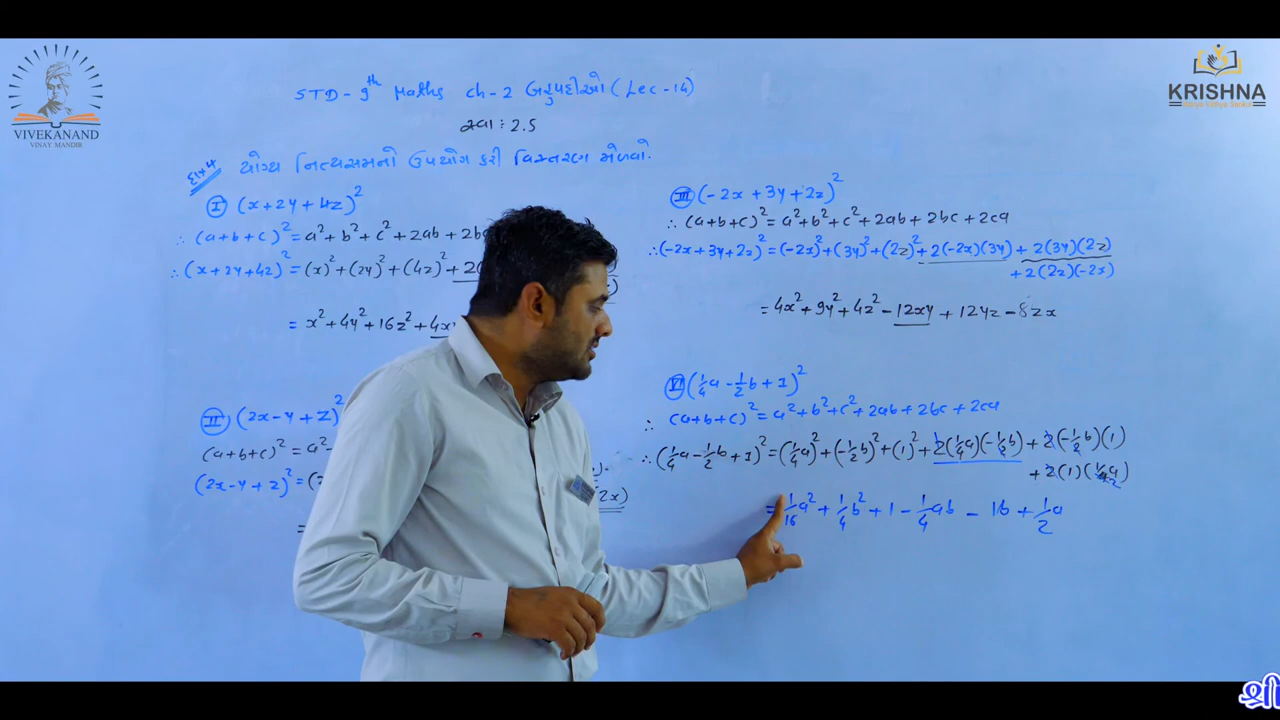 VIVEKANAND
VINAY MANDIR
KRISHNA
STD - 9th Maths ch-2 બહુપદીઓ (Lec-14)
સ્વા : 2.5
યોગ્ય નિત્યસમનો ઉપયોગ કરી વિસ્તરણ મેળવો.
I (x+2y+4z)²
∴ (a+b+c)² = a²+b²+c²+2ab+2b
∴ (x+2y+4z)² = (x)²+(2y)²+(4z)²+2
= x²+4y²+16z²+4x
II (2x-y+z)²
(a+b+c)² = a²
(2x-y+z)² = (
2x)
=
III (-2x+3y+2z)²
∴ (a+b+c)² = a²+b²+c²+2ab+2bc+2ca
∴ (-2x+3y+2z)² = (-2x)²+(3y)²+(2z)²+2(-2x)(3y)+2(3y)(2z)
+2(2z)(-2x)
= 4x²+9y²+4z²-12xy+12yz-8zx
VI (1/4a-1/2b+1)²
∴ (a+b+c)² = a²+b²+c²+2ab+2bc+2ca
∴ (1/4a-1/2b+1)² = (1/4a)²+(-1/2b)²+(1)²+2(1/4a)(-1/2b)+2(-1/2b)(1)
+2(1)(1/4a)
= 1/16a²+1/4b²+1-1/4ab-1b+1/2a
શ્રી